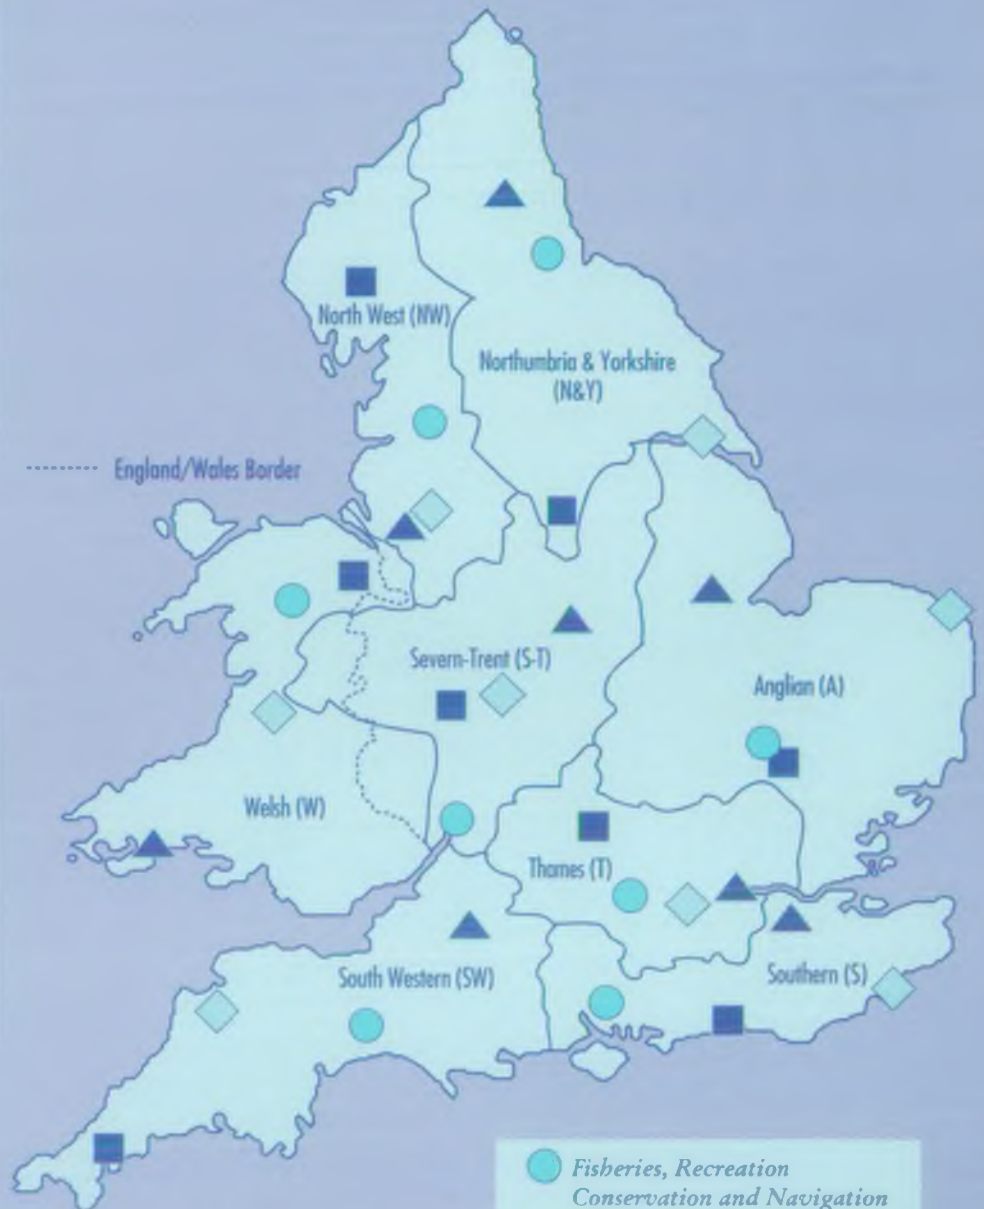 North West (NW)
Northumbria & Yorkshire
(N&Y)
England/Wales Border
Severn-Trent (S-T)
Anglian (A)
Welsh (W)
Thames (T)
South Western (SW)
Southern (S)
Fisheries, Recreation
Conservation and Navigation